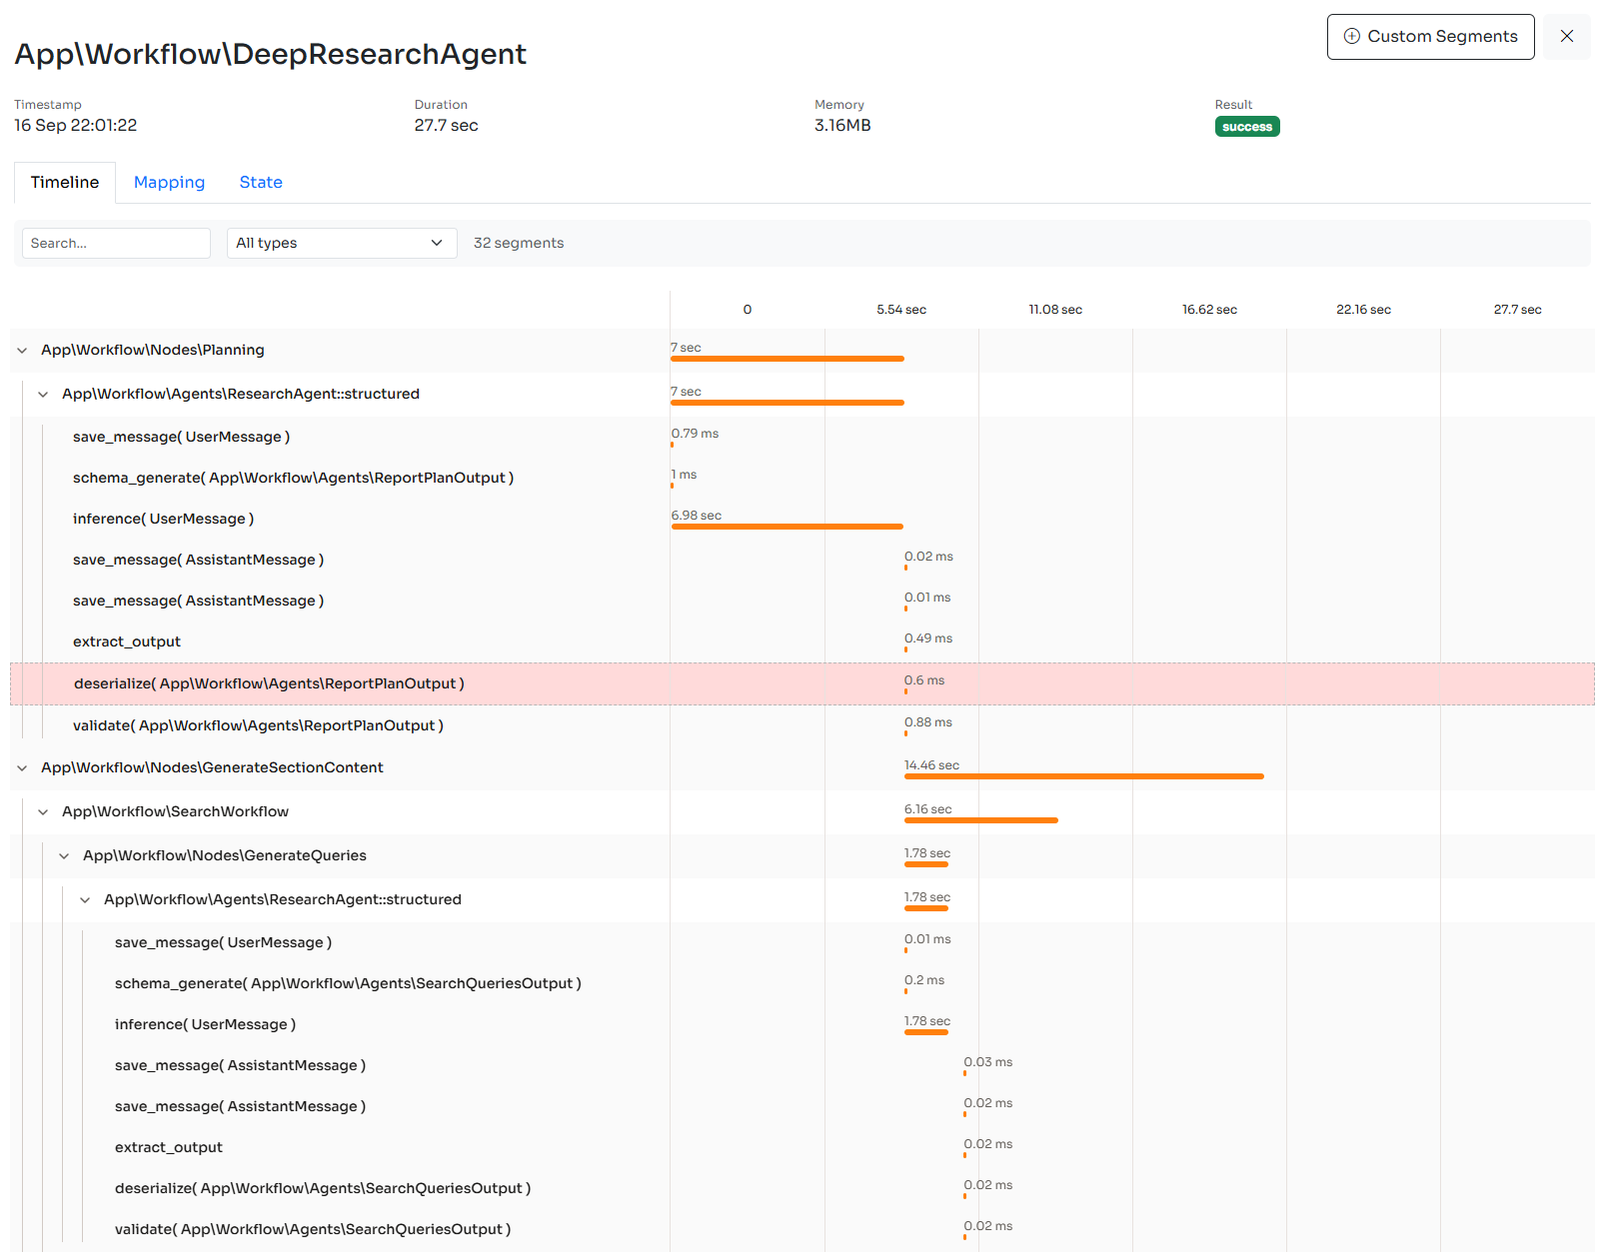 App\Workflow\DeepResearchAgent
Custom Segments
Timestamp Duration Memory Result
16 Sep 22:01:22 27.7 sec 3.16MB success
Timeline Mapping State
Search... All types 32 segments
0 5.54 sec 11.08 sec 16.62 sec 22.16 sec 27.7 sec
App\Workflow\Nodes\Planning 7 sec
App\Workflow\Agents\ResearchAgent::structured 7 sec
save_message( UserMessage ) 0.79 ms
schema_generate( App\Workflow\Agents\ReportPlanOutput ) 1 ms
inference( UserMessage ) 6.98 sec
save_message( AssistantMessage ) 0.02 ms
save_message( AssistantMessage ) 0.01 ms
extract_output 0.49 ms
deserialize( App\Workflow\Agents\ReportPlanOutput ) 0.6 ms
validate( App\Workflow\Agents\ReportPlanOutput ) 0.88 ms
App\Workflow\Nodes\GenerateSectionContent 14.46 sec
App\Workflow\SearchWorkflow 6.16 sec
App\Workflow\Nodes\GenerateQueries 1.78 sec
App\Workflow\Agents\ResearchAgent::structured 1.78 sec
save_message( UserMessage ) 0.01 ms
schema_generate( App\Workflow\Agents\SearchQueriesOutput ) 0.2 ms
inference( UserMessage ) 1.78 sec
save_message( AssistantMessage ) 0.03 ms
save_message( AssistantMessage ) 0.02 ms
extract_output 0.02 ms
deserialize( App\Workflow\Agents\SearchQueriesOutput ) 0.02 ms
validate( App\Workflow\Agents\SearchQueriesOutput ) 0.02 ms